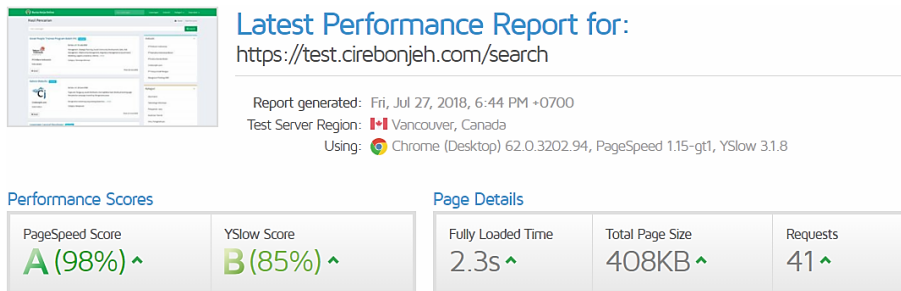 Latest Performance Report for:
https://test.cirebonjeh.com/search
Report generated: Fri, Jul 27, 2018, 6:44 PM +0700
Test Server Region: Vancouver, Canada
Using: Chrome (Desktop) 62.0.3202.94, PageSpeed 1.15-gt1, YSlow 3.1.8
Performance Scores
Page Details
PageSpeed Score
YSlow Score
Fully Loaded Time
Total Page Size
Requests
A (98%)
B (85%)
2.3s
408KB
41